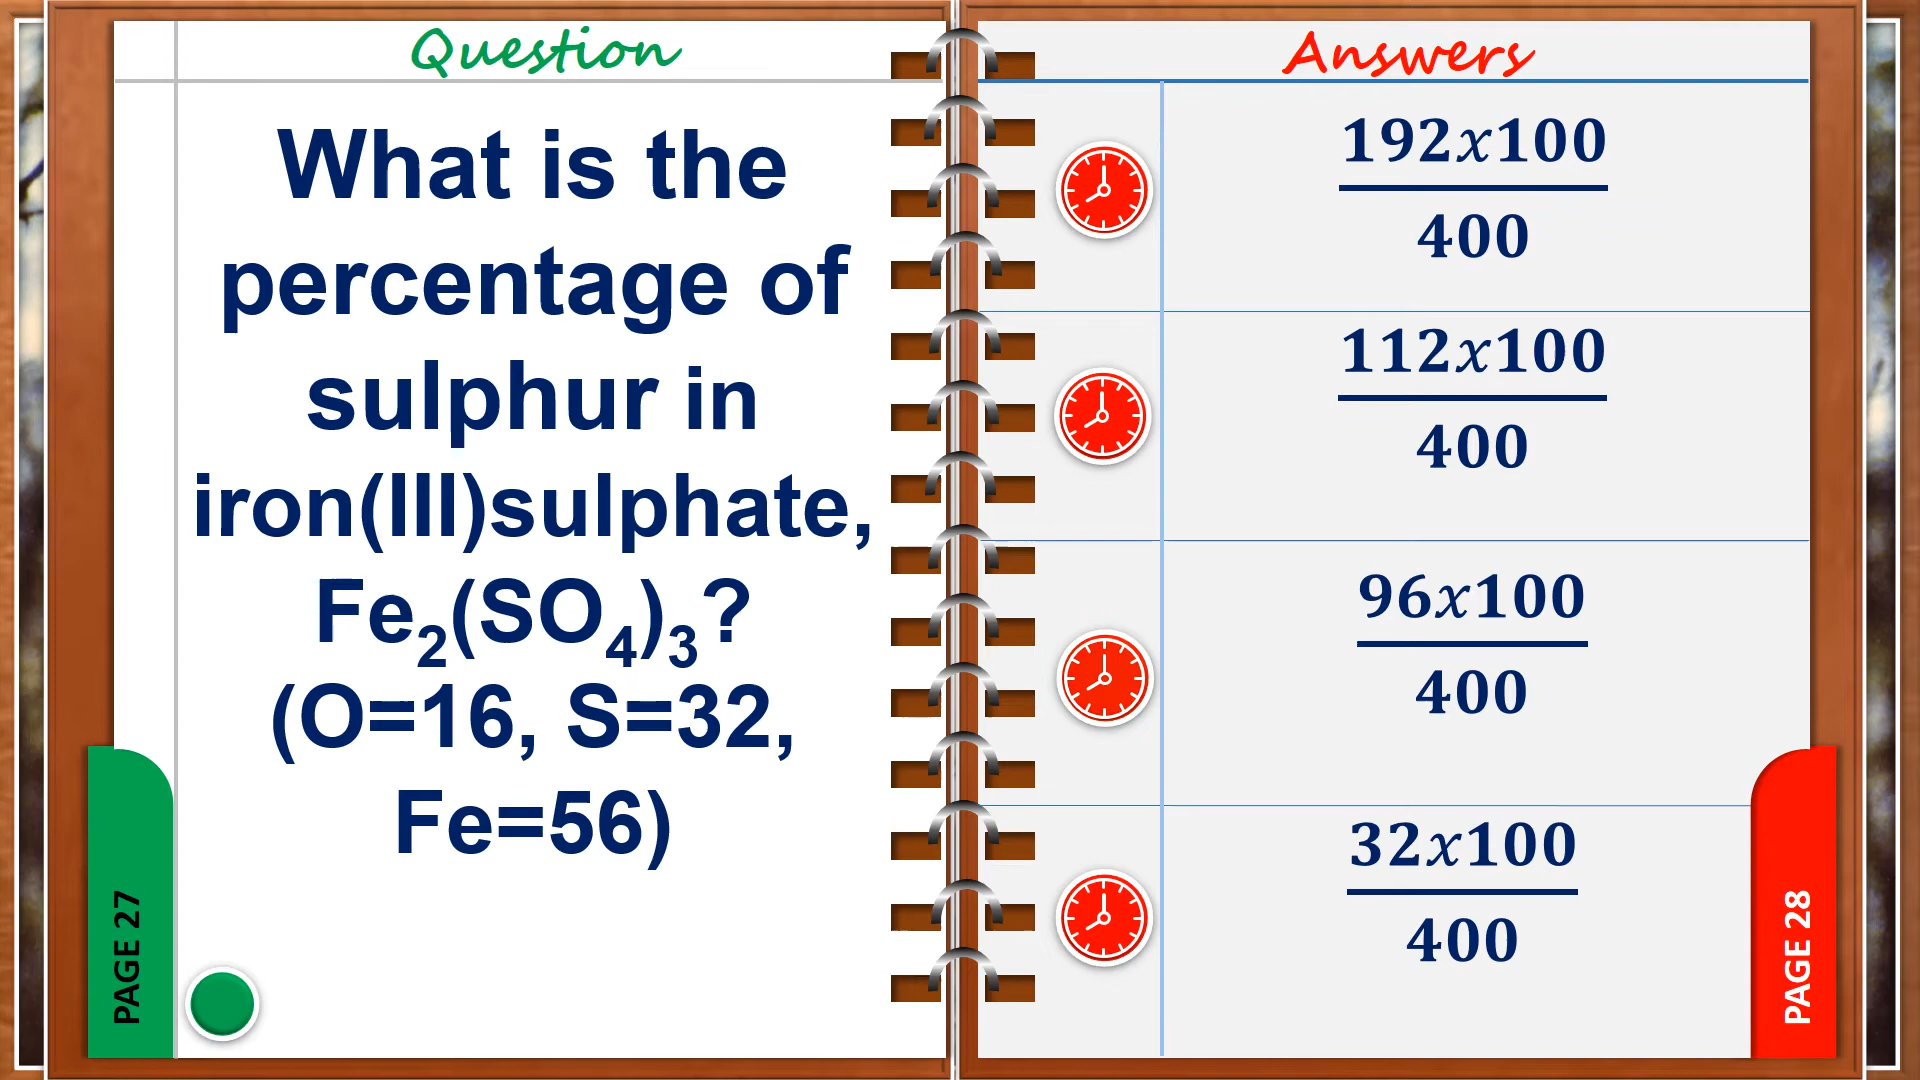 Question
What is the
percentage of
sulphur in
iron(III)sulphate,
Fe₂(SO₄)₃?
(O=16, S=32,
Fe=56)
PAGE 27
Answers
192x100
400
112x100
400
96x100
400
32x100
400
PAGE 28